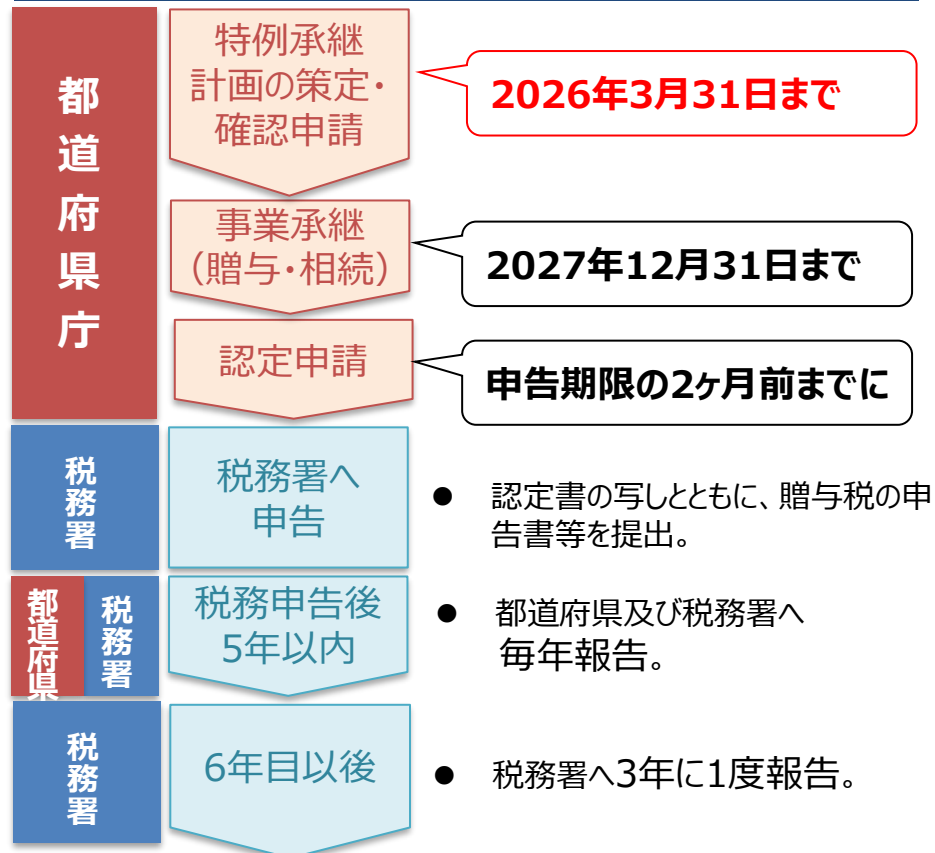 都道府県庁
特例承継
計画の策定・
確認申請
2026年3月31日まで
事業承継
(贈与・相続)
2027年12月31日まで
認定申請
申告期限の2ヶ月前までに
税務署
税務署へ
申告
● 認定書の写しとともに、贈与税の申
告書等を提出。
都道府県
税務署
税務申告後
5年以内
● 都道府県及び税務署へ
毎年報告。
税務署
6年目以後
● 税務署へ3年に1度報告。